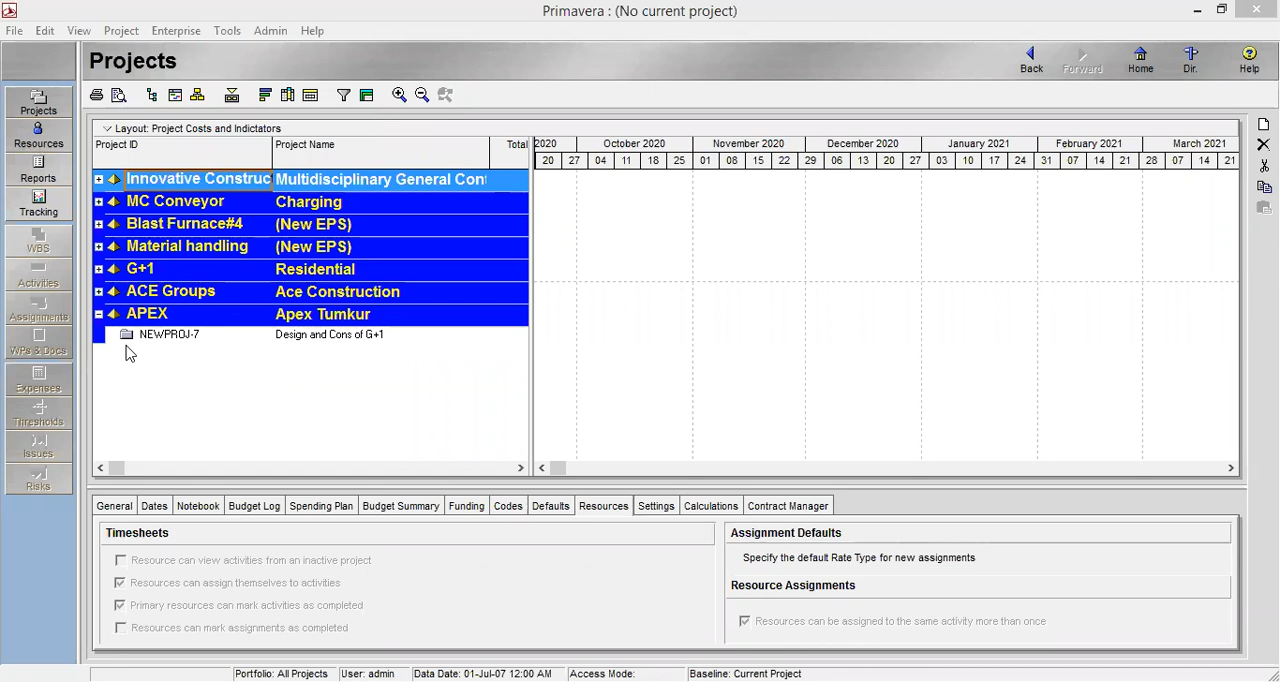 Primavera : (No current project)
File Edit View Project Enterprise Tools Admin Help
Projects
Back Forward Home Dir. Help
Projects
Resources
Reports
Tracking
WBS
Activities
Assignments
WPs & Docs
Expenses
Thresholds
Issues
Risks
Layout: Project Costs and Indictators
Project ID Project Name Total
2020 October 2020 November 2020 December 2020 January 2021 February 2021 March 2021
20 27 04 11 18 25 01 08 15 22 29 06 13 20 27 03 10 17 24 31 07 14 21 28 07 14 21
Innovative Construc Multidisciplinary General Cont
MC Conveyor Charging
Blast Furnace#4 (New EPS)
Material handling (New EPS)
G+1 Residential
ACE Groups Ace Construction
APEX Apex Tumkur
NEWPROJ-7 Design and Cons of G+1
General Dates Notebook Budget Log Spending Plan Budget Summary Funding Codes Defaults Resources Settings Calculations Contract Manager
Timesheets
Resource can view activities from an inactive project
Resources can assign themselves to activities
Primary resources can mark activities as completed
Resources can mark assignments as completed
Assignment Defaults
Specify the default Rate Type for new assignments
Resource Assignments
Resources can be assigned to the same activity more than once
Portfolio: All Projects User: admin Data Date: 01-Jul-07 12:00 AM Access Mode: Baseline: Current Project